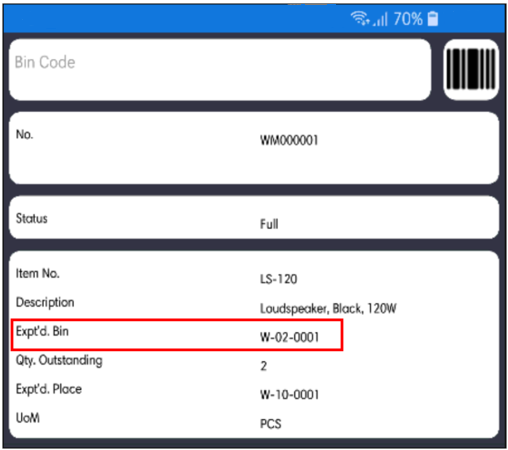 70%
Bin Code
No. WM000001
Status Full
Item No. LS-120
Description Loudspeaker, Black, 120W
Expt'd. Bin W-02-0001
Qty. Outstanding 2
Expt'd. Place W-10-0001
UoM PCS